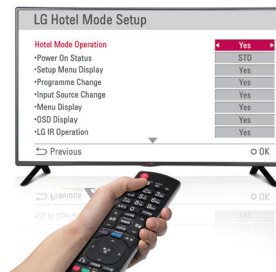 LG Hotel Mode Setup
Hotel Mode Operation ◄ Yes ►
•Power On Status STD
•Setup Menu Display Yes
•Programme Change Yes
•Input Source Change Yes
•Menu Display Yes
•OSD Display Yes
•LG IR Operation Yes
Previous OK